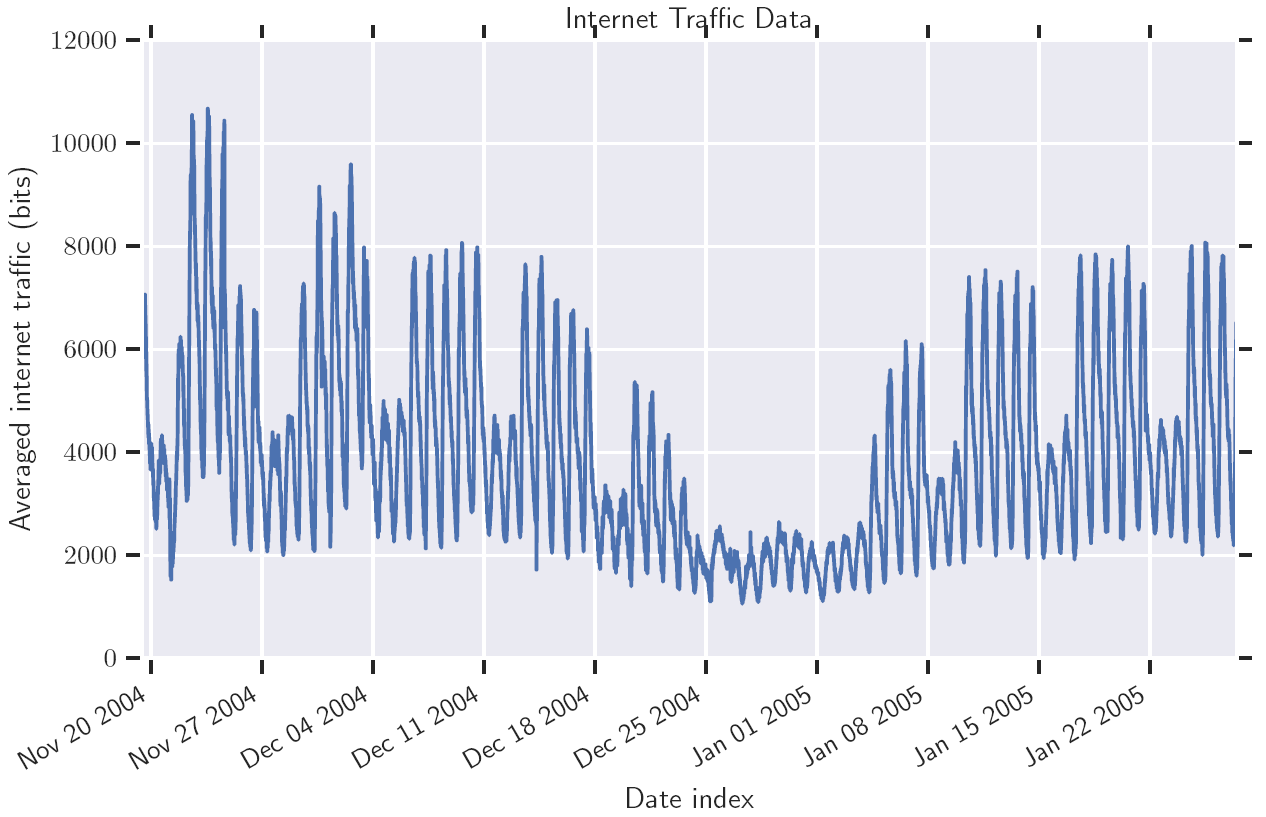 Internet Traffic Data
12000
10000
8000
6000
4000
2000
0
Averaged internet traffic (bits)
Nov 20 2004
Nov 27 2004
Dec 04 2004
Dec 11 2004
Dec 18 2004
Dec 25 2004
Jan 01 2005
Jan 08 2005
Jan 15 2005
Jan 22 2005
Date index